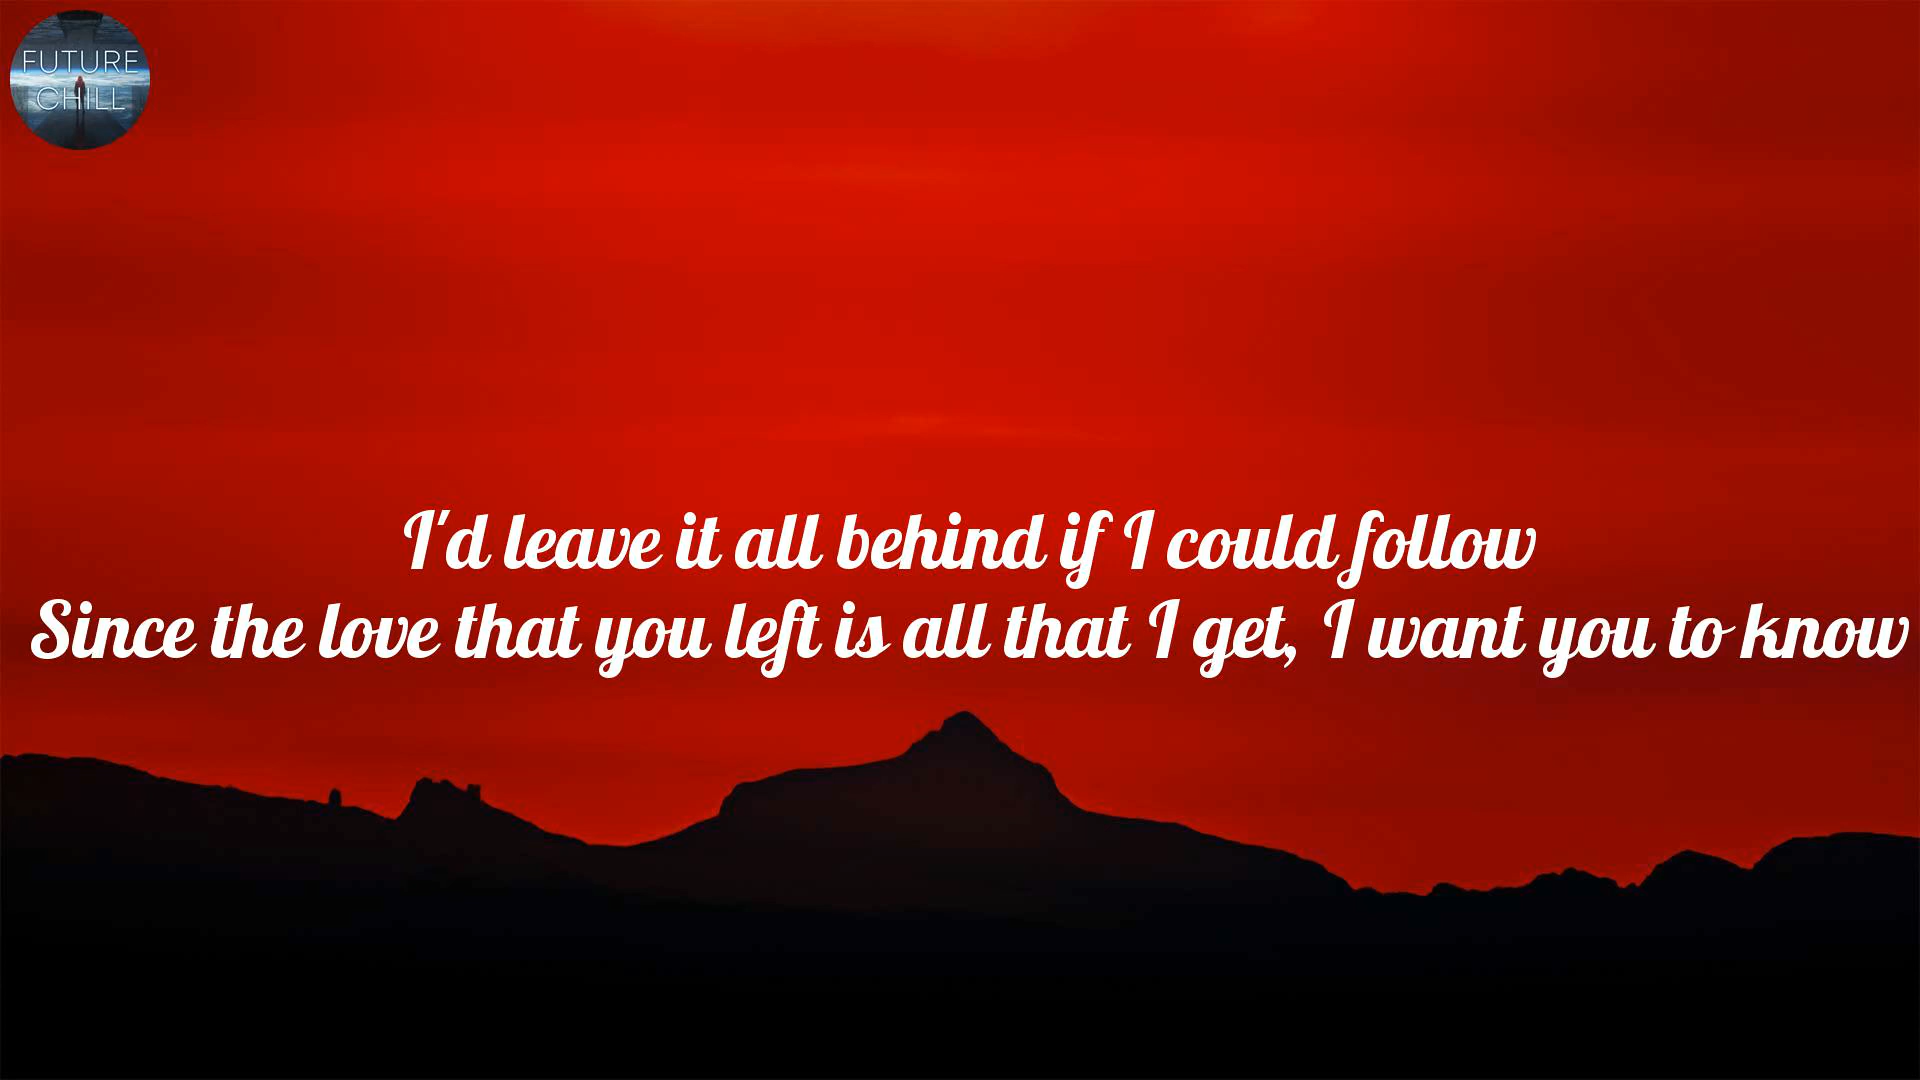 FUTURE
CHILL
I'd leave it all behind if I could follow
Since the love that you left is all that I get, I want you to know